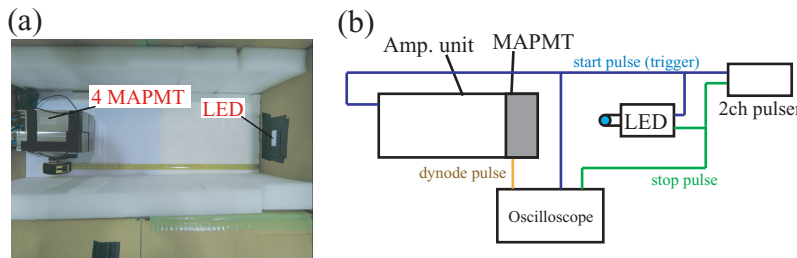 (a)
4 MAPMT
LED
(b)
Amp. unit
MAPMT
start pulse (trigger)
2ch pulser
LED
dynode pulse
stop pulse
Oscilloscope